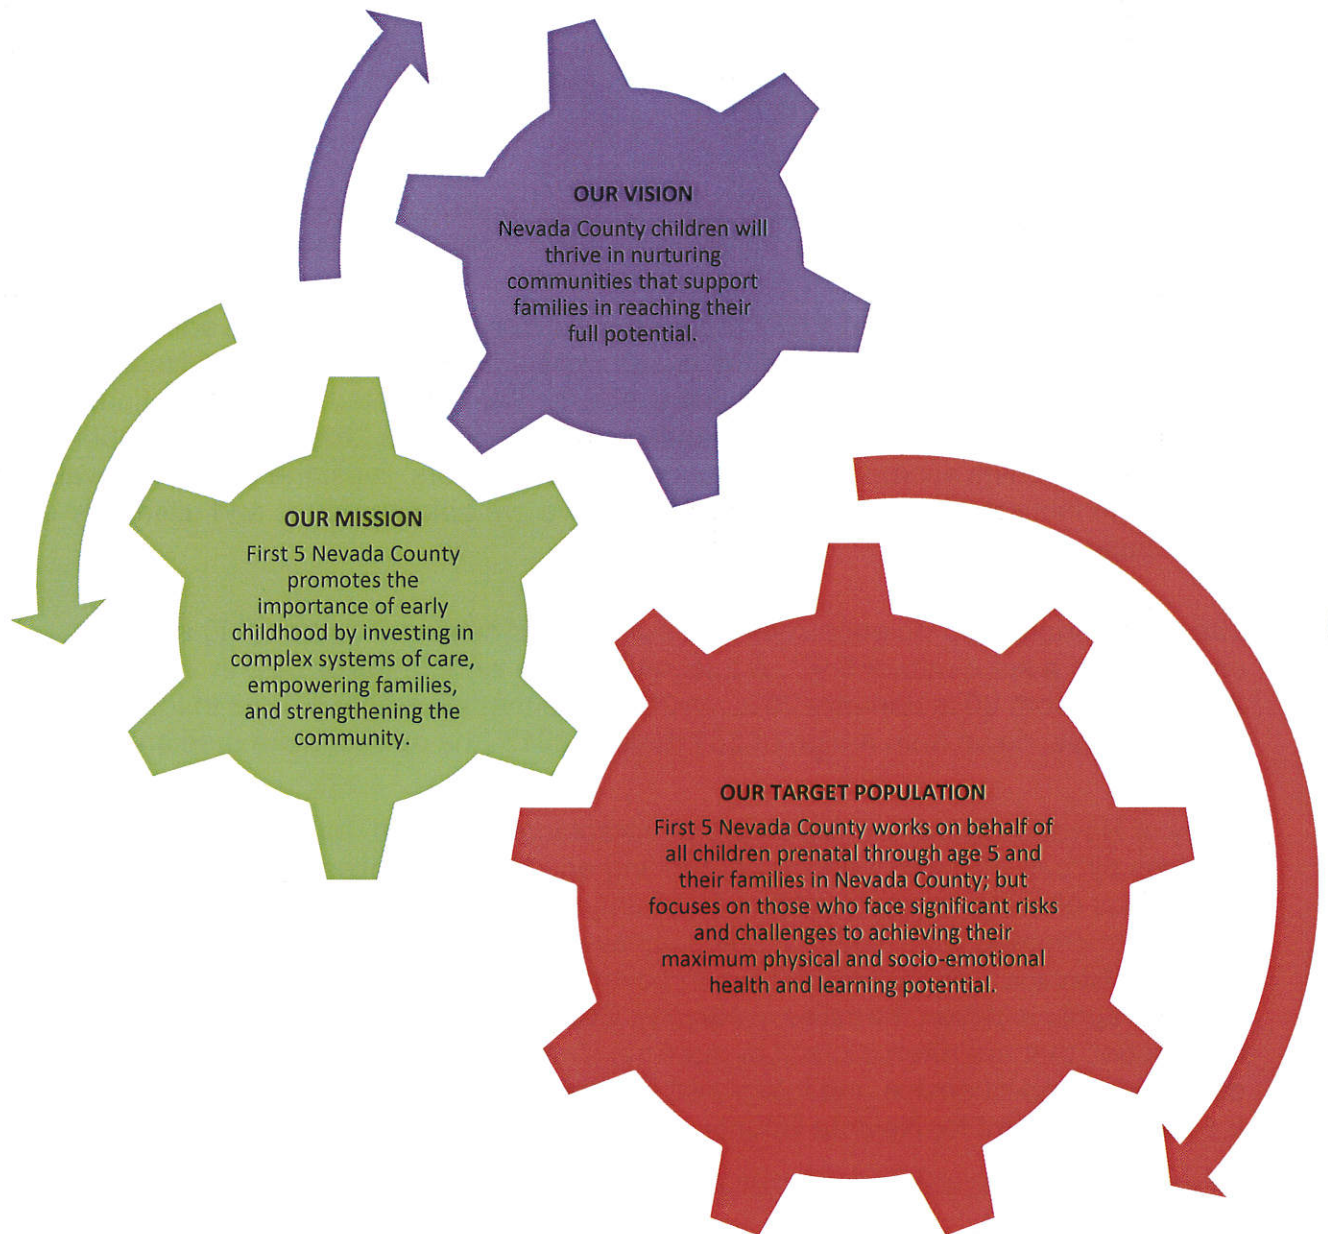 OUR VISION
Nevada County children will
thrive in nurturing
communities that support
families in reaching their
full potential.
OUR MISSION
First 5 Nevada County
promotes the
importance of early
childhood by investing in
complex systems of care,
empowering families,
and strengthening the
community.
OUR TARGET POPULATION
First 5 Nevada County works on behalf of
all children prenatal through age 5 and
their families in Nevada County; but
focuses on those who face significant risks
and challenges to achieving their
maximum physical and socio-emotional
health and learning potential.